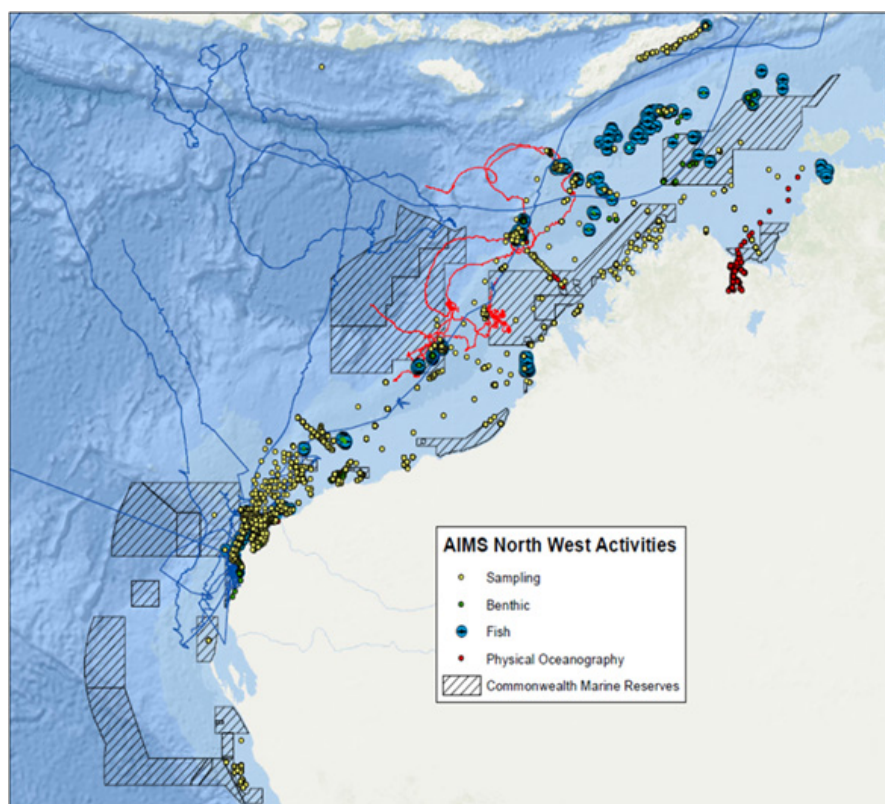 AIMS North West Activities
Sampling
Benthic
Fish
Physical Oceanography
Commonwealth Marine Reserves